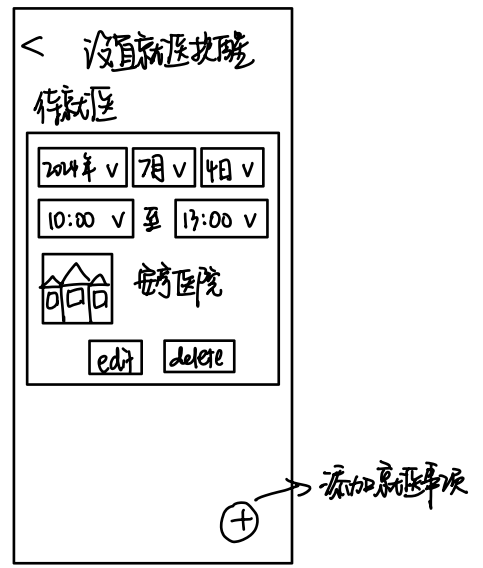 < 设置就医提醒
待就医
2024年 ∨ 7月 ∨ 4日 ∨
10:00 ∨ 至 13:00 ∨
安亭医院
edit delete
+ 添加就医事项